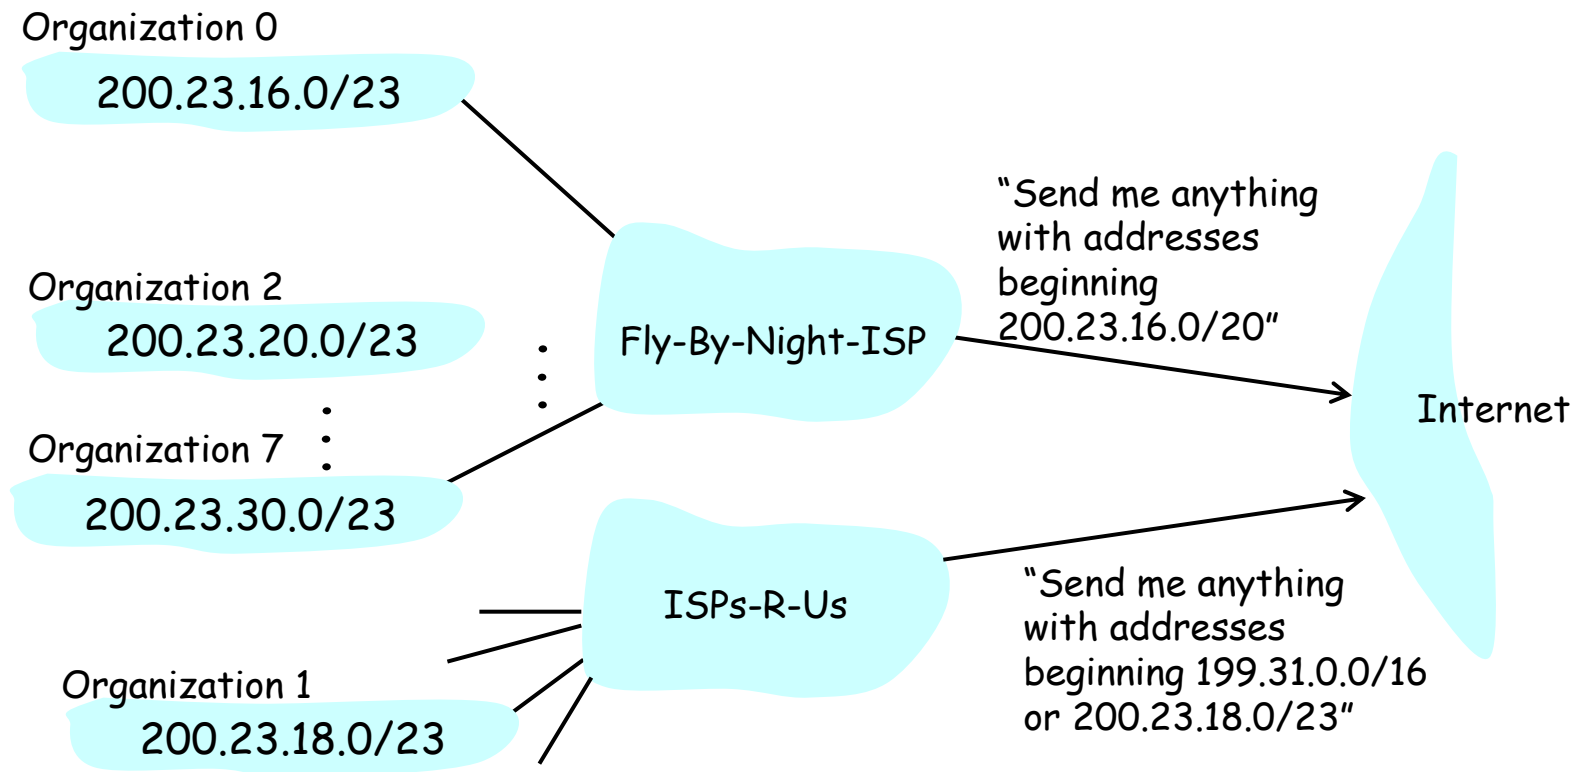 Organization 0
200.23.16.0/23
Organization 2
200.23.20.0/23
Organization 7
200.23.30.0/23
Fly-By-Night-ISP
“Send me anything
with addresses
beginning
200.23.16.0/20”
Internet
ISPs-R-Us
Organization 1
200.23.18.0/23
“Send me anything
with addresses
beginning 199.31.0.0/16
or 200.23.18.0/23”